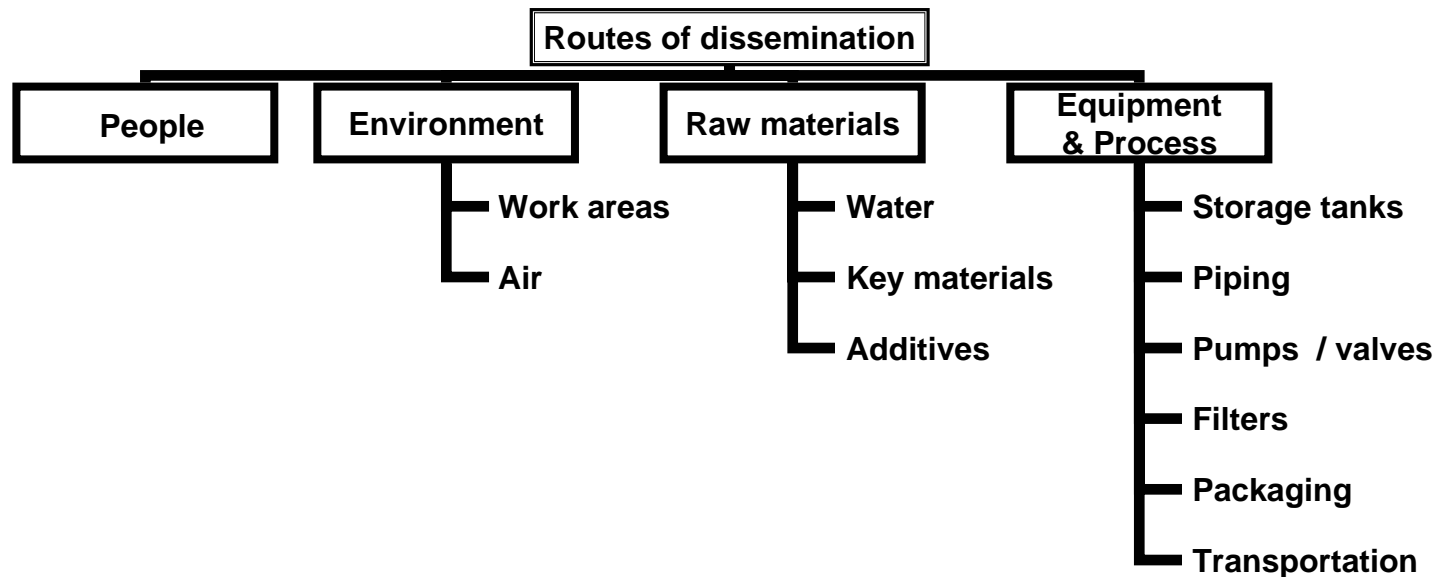 Routes of dissemination
People
Environment
Work areas
Air
Raw materials
Water
Key materials
Additives
Equipment
& Process
Storage tanks
Piping
Pumps / valves
Filters
Packaging
Transportation